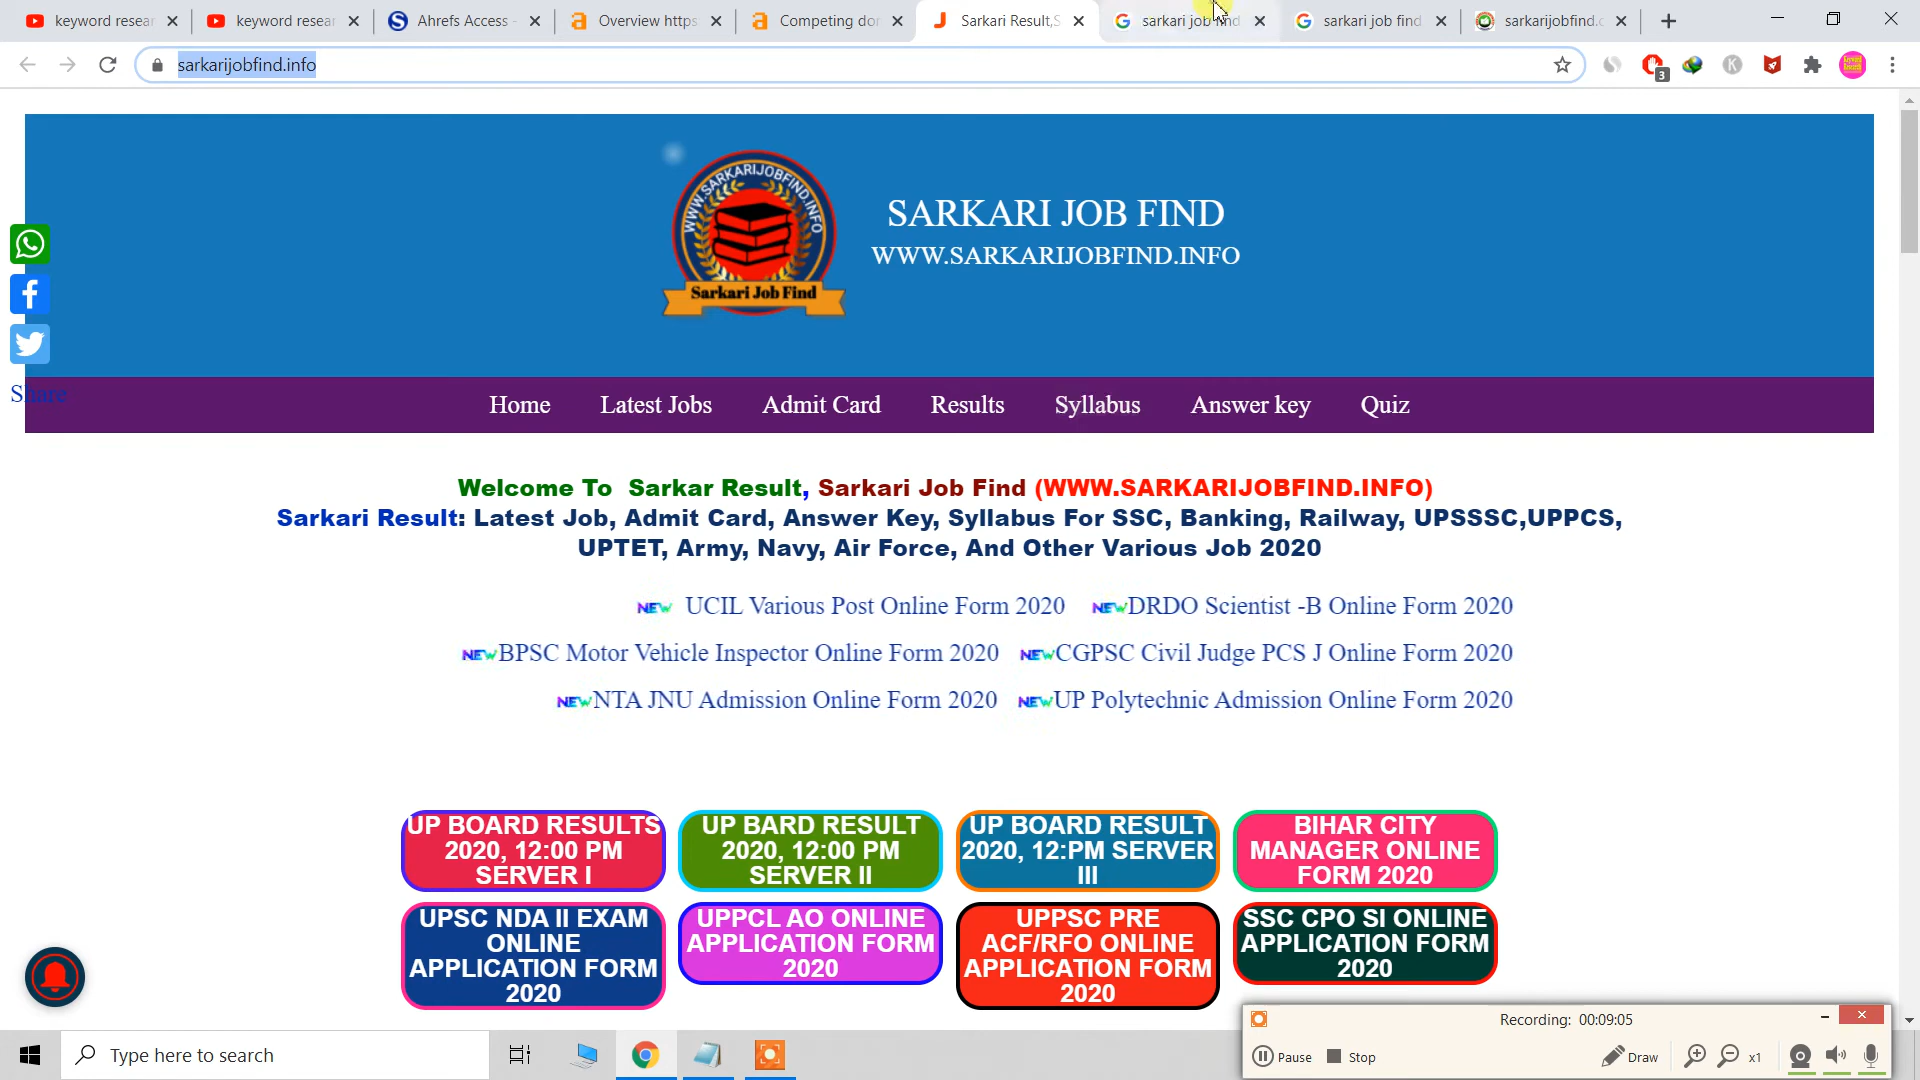 keyword resear
keyword resear
Ahrefs Access -
Overview https
Competing dor
Sarkari Result,S
sarkari job find
sarkari job find
sarkarijobfind.c
sarkarijobfind.info
3
WWW.SARKARIJOBFIND.INFO
Sarkari Job Find
SARKARI JOB FIND
WWW.SARKARIJOBFIND.INFO
Share
Home Latest Jobs Admit Card Results Syllabus Answer key Quiz
Welcome To Sarkar Result, Sarkari Job Find (WWW.SARKARIJOBFIND.INFO)
Sarkari Result: Latest Job, Admit Card, Answer Key, Syllabus For SSC, Banking, Railway, UPSSSC,UPPCS,
UPTET, Army, Navy, Air Force, And Other Various Job 2020
NEW UCIL Various Post Online Form 2020 NEW DRDO Scientist -B Online Form 2020
NEW BPSC Motor Vehicle Inspector Online Form 2020 NEW CGPSC Civil Judge PCS J Online Form 2020
NEW NTA JNU Admission Online Form 2020 NEW UP Polytechnic Admission Online Form 2020
UP BOARD RESULTS
2020, 12:00 PM
SERVER I
UP BARD RESULT
2020, 12:00 PM
SERVER II
UP BOARD RESULT
2020, 12:PM SERVER
III
BIHAR CITY
MANAGER ONLINE
FORM 2020
UPSC NDA II EXAM
ONLINE
APPLICATION FORM
2020
UPPCL AO ONLINE
APPLICATION FORM
2020
UPPSC PRE
ACF/RFO ONLINE
APPLICATION FORM
2020
SSC CPO SI ONLINE
APPLICATION FORM
2020
Recording: 00:09:05
Pause Stop Draw x1
Type here to search